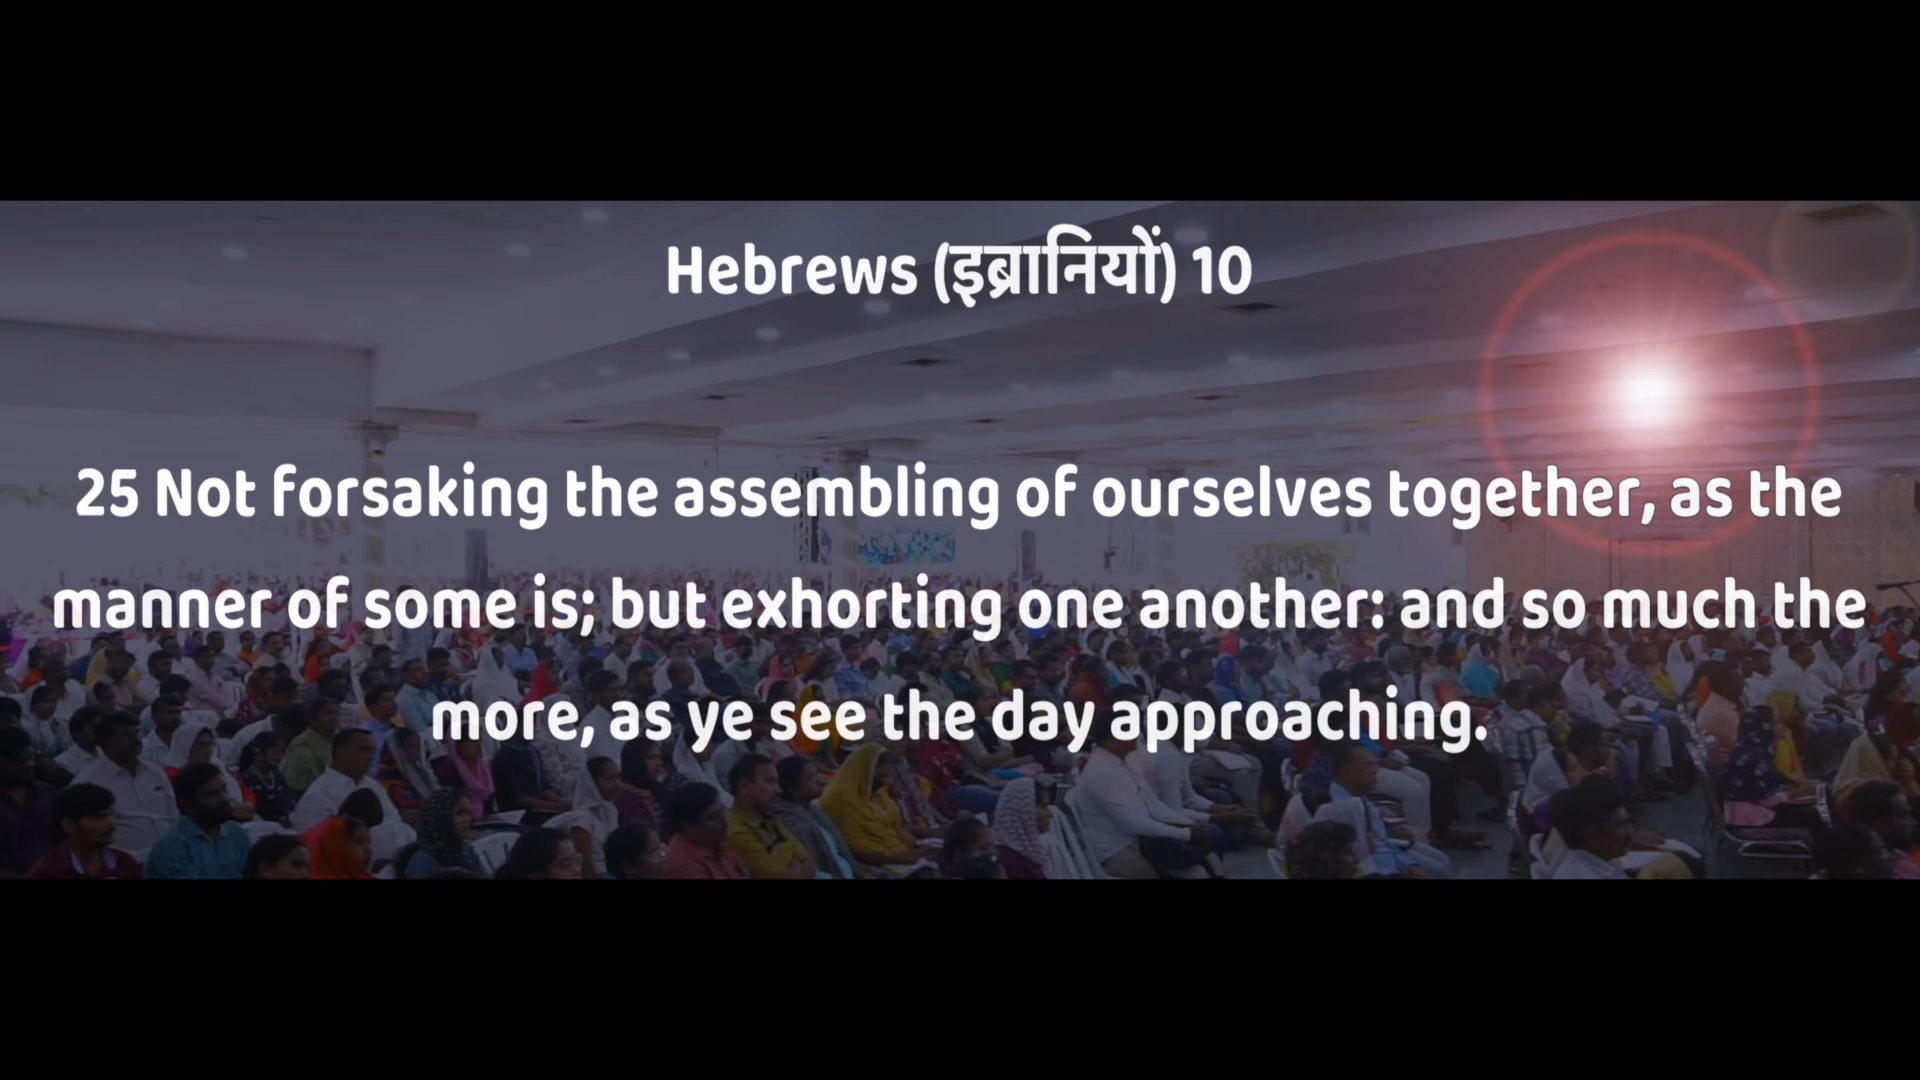 Hebrews (इब्रानियों) 10
25 Not forsaking the assembling of ourselves together, as the
manner of some is; but exhorting one another: and so much the
more, as ye see the day approaching.